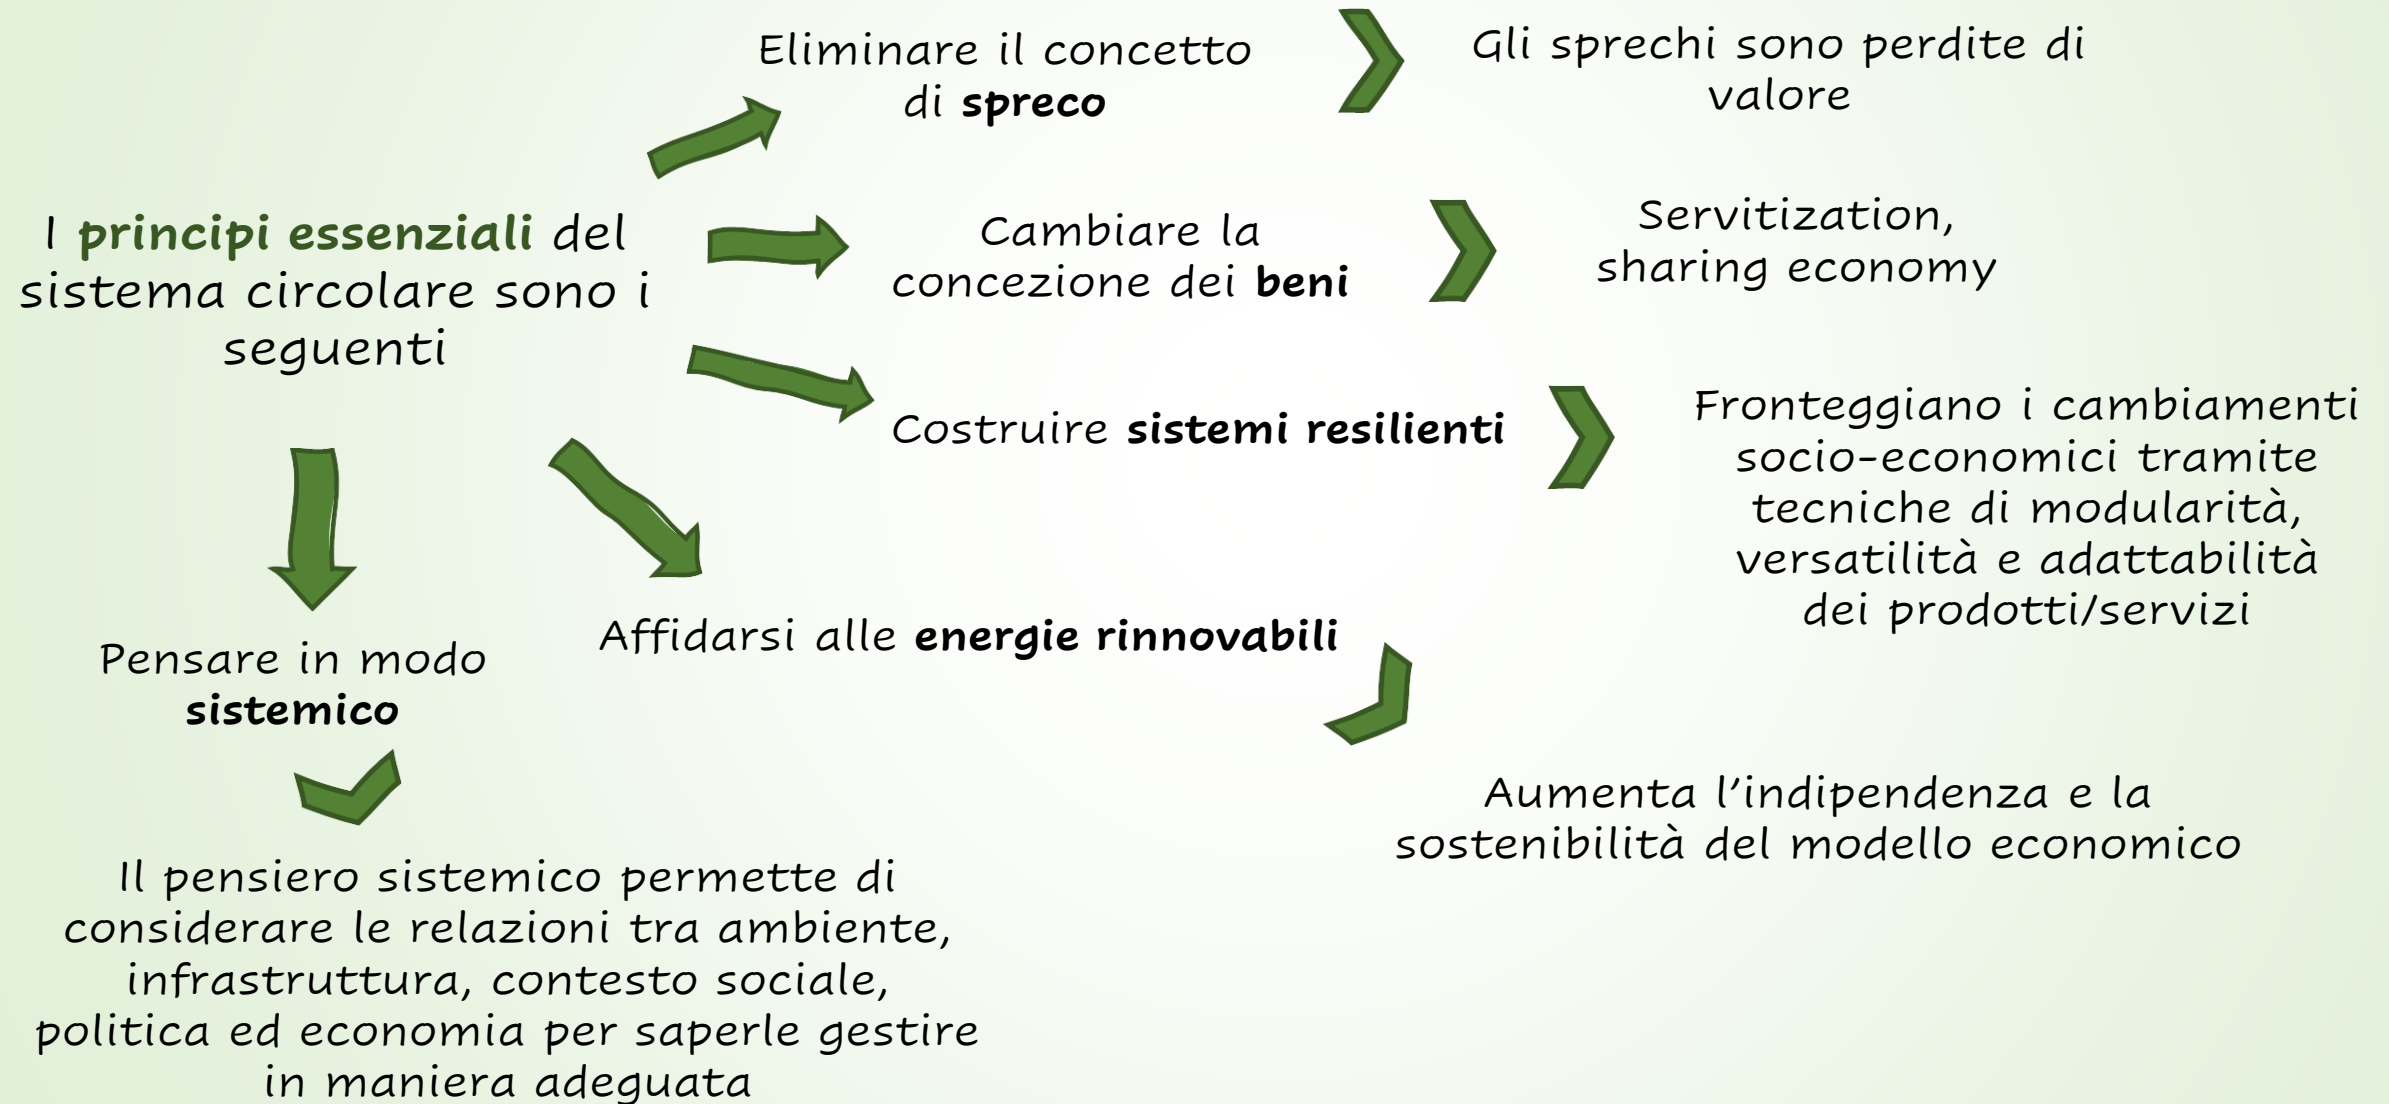 I principi essenziali del
sistema circolare sono i
seguenti
Eliminare il concetto
di spreco
Gli sprechi sono perdite di
valore
Cambiare la
concezione dei beni
Servitization,
sharing economy
Costruire sistemi resilienti
Fronteggiano i cambiamenti
socio-economici tramite
tecniche di modularità,
versatilità e adattabilità
dei prodotti/servizi
Affidarsi alle energie rinnovabili
Aumenta l’indipendenza e la
sostenibilità del modello economico
Pensare in modo
sistemico
Il pensiero sistemico permette di
considerare le relazioni tra ambiente,
infrastruttura, contesto sociale,
politica ed economia per saperle gestire
in maniera adeguata